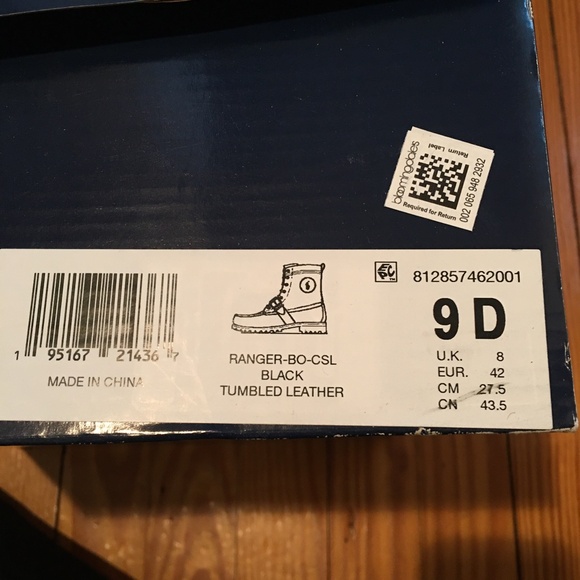 bloomingdales
Return Label
Required for Return
002 065 948 2932
812857462001
9 D
U.K. 8
EUR. 42
CM 27.5
CN 43.5
RANGER-BO-CSL
BLACK
TUMBLED LEATHER
1 95167 21436 7
MADE IN CHINA